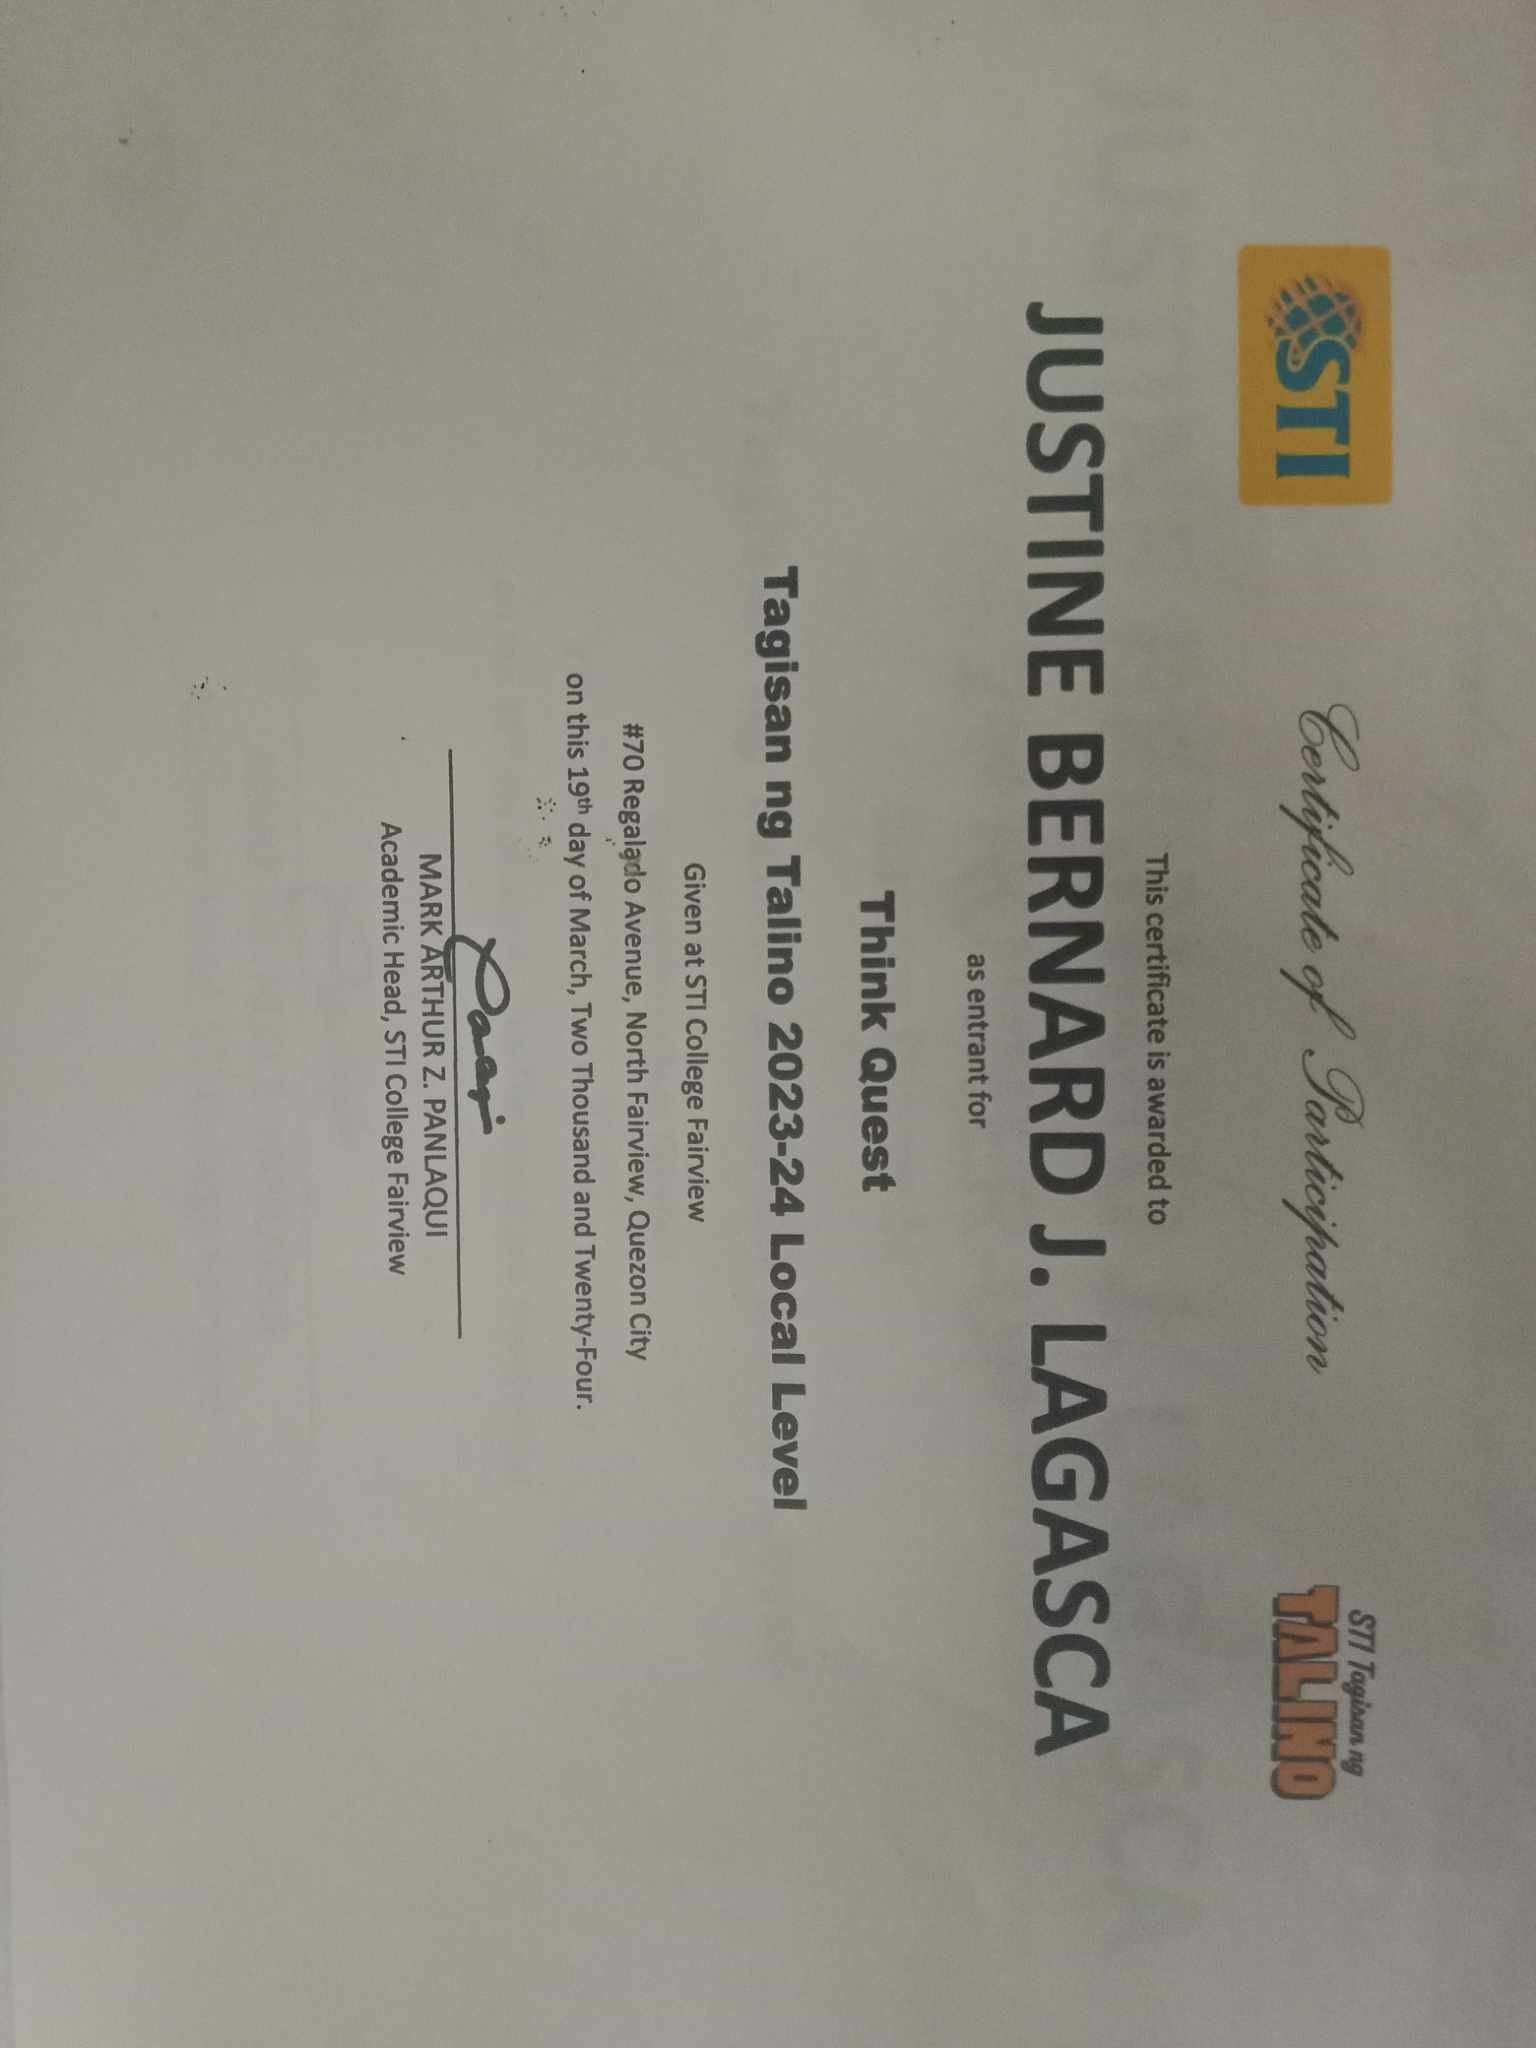 STI
Certificate of Participation
STI Tagisan ng
TALINO
This certificate is awarded to
JUSTINE BERNARD J. LAGASCA
as entrant for
Think Quest
Tagisan ng Talino 2023-24 Local Level
Given at STI College Fairview
#70 Regalado Avenue, North Fairview, Quezon City
on this 19th day of March, Two Thousand and Twenty-Four.
MARK ARTHUR Z. PANLAQUI
Academic Head, STI College Fairview